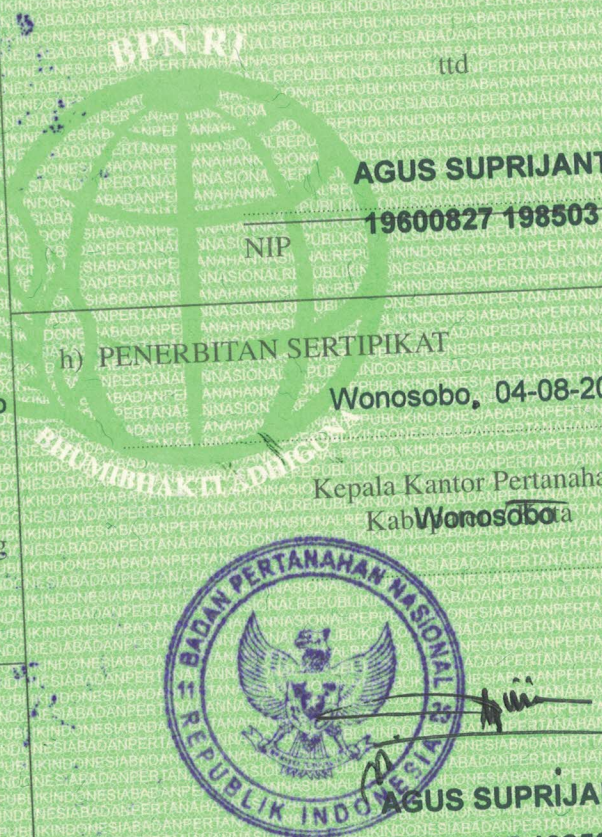 BPN RI
ttd
AGUS SUPRIJANT
19600827 198503
NIP
h) PENERBITAN SERTIPIKAT
Wonosobo, 04-08-20
BHUMIBHAKTI ADHIGUNA
Kepala Kantor Pertanaha
Wonosobo
BADAN PERTANAHAN NASIONAL
REPUBLIK INDONESIA
AGUS SUPRIJA